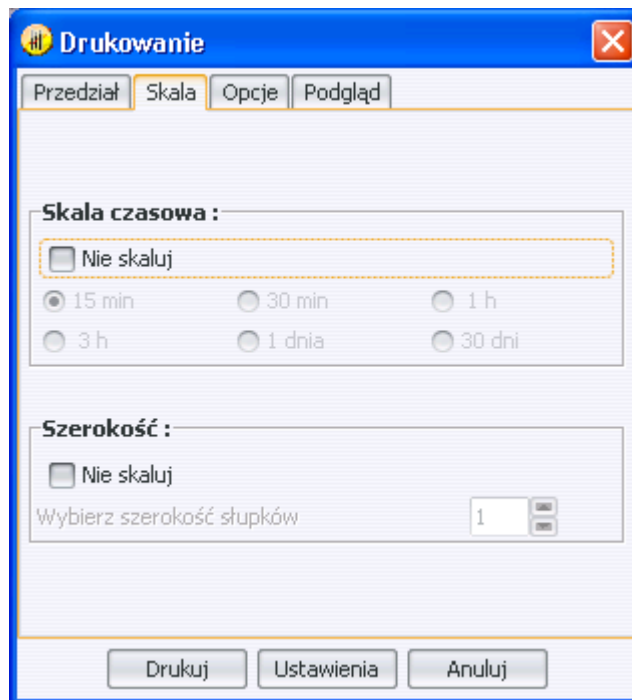 Drukowanie
Przedział Skala Opcje Podgląd
Skala czasowa :
Nie skaluj
15 min 30 min 1 h
3 h 1 dnia 30 dni
Szerokość :
Nie skaluj
Wybierz szerokość słupków 1
Drukuj Ustawienia Anuluj